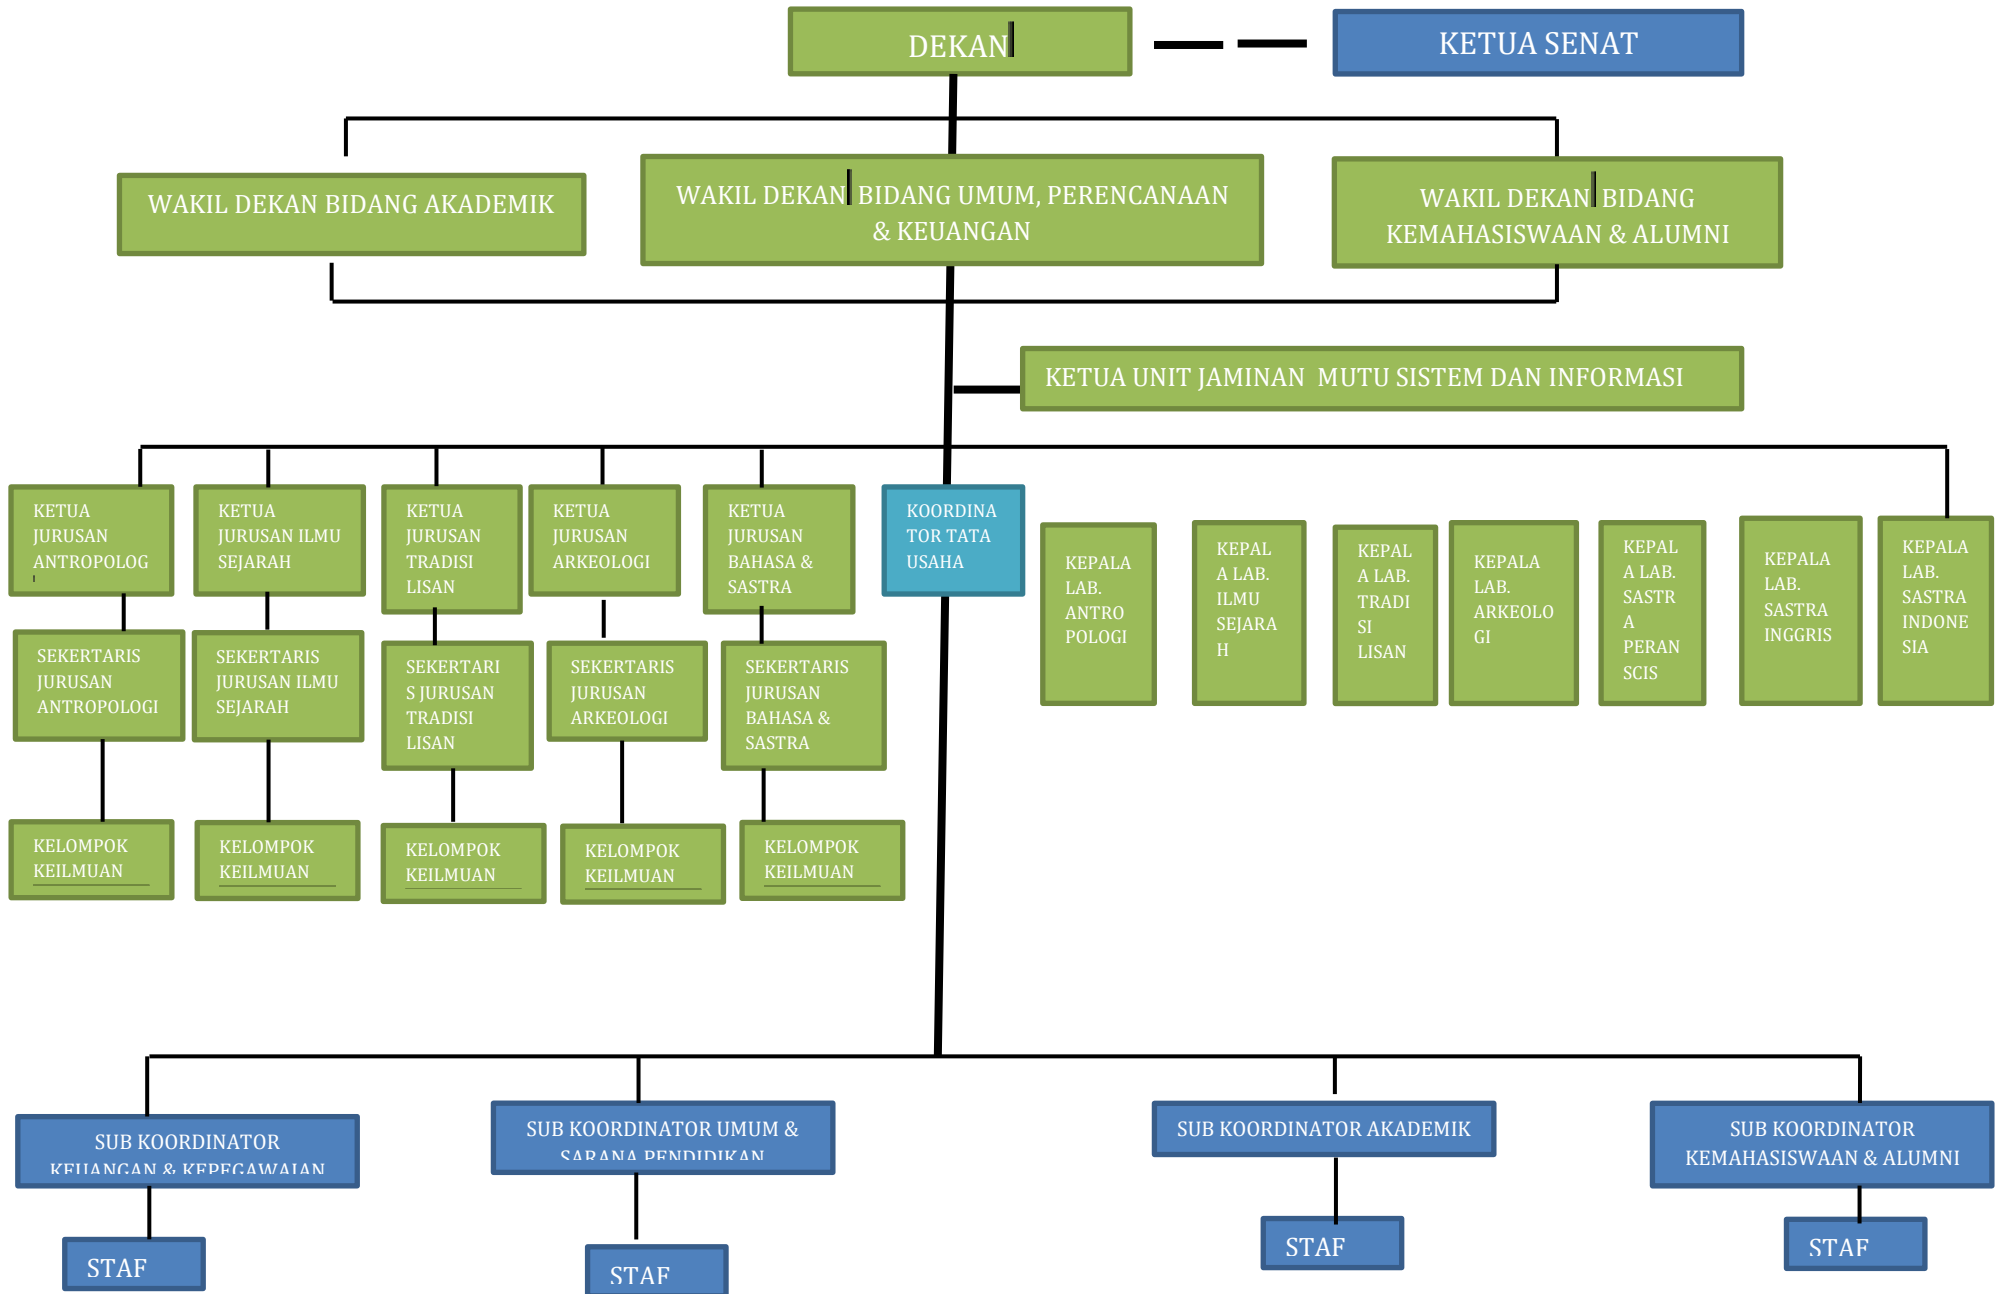 DEKAN
KETUA SENAT
WAKIL DEKAN BIDANG AKADEMIK
WAKIL DEKAN BIDANG UMUM, PERENCANAAN
& KEUANGAN
WAKIL DEKAN BIDANG
KEMAHASISWAAN & ALUMNI
KETUA UNIT JAMINAN MUTU SISTEM DAN INFORMASI
KETUA
JURUSAN
ANTROPOLOG
KETUA
JURUSAN ILMU
SEJARAH
KETUA
JURUSAN
TRADISI
LISAN
KETUA
JURUSAN
ARKEOLOGI
KETUA
JURUSAN
BAHASA &
SASTRA
KOORDINA
TOR TATA
USAHA
KEPALA
LAB.
ANTRO
POLOGI
KEPAL
A LAB.
ILMU
SEJARA
H
KEPAL
A LAB.
TRADI
SI
LISAN
KEPALA
LAB.
ARKEOLO
GI
KEPAL
A LAB.
SASTR
A
PERAN
SCIS
KEPALA
LAB.
SASTRA
INGGRIS
KEPALA
LAB.
SASTRA
INDONE
SIA
SEKERTARIS
JURUSAN
ANTROPOLOGI
SEKERTARIS
JURUSAN ILMU
SEJARAH
SEKERTARI
S JURUSAN
TRADISI
LISAN
SEKERTARIS
JURUSAN
ARKEOLOGI
SEKERTARIS
JURUSAN
BAHASA &
SASTRA
KELOMPOK
KEILMUAN
KELOMPOK
KEILMUAN
KELOMPOK
KEILMUAN
KELOMPOK
KEILMUAN
KELOMPOK
KEILMUAN
SUB KOORDINATOR
KEUANGAN & KEPEGAWAIAN
SUB KOORDINATOR UMUM &
SARANA PENDIDIKAN
SUB KOORDINATOR AKADEMIK
SUB KOORDINATOR
KEMAHASISWAAN & ALUMNI
STAF
STAF
STAF
STAF